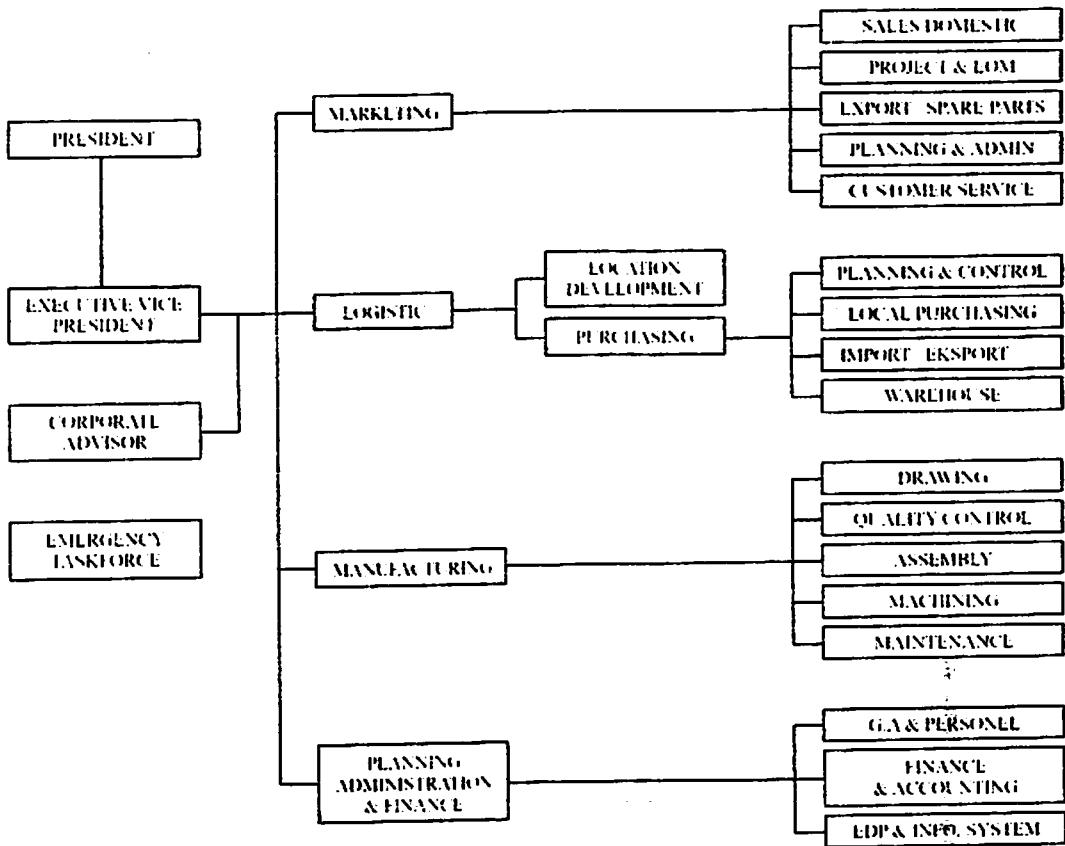 PRESIDENT
EXECUTIVE VICE
PRESIDENT
CORPORATE
ADVISOR
EMERGENCY
TASKFORCE
MARKETING
LOGISTIC
MANUFACTURING
PLANNING
ADMINISTRATION
& FINANCE
LOCATION
DEVELOPMENT
PURCHASING
SALES DOMESTIC
PROJECT &
EXPORT SPARE PARTS
PLANNING & ADMIN
CUSTOMER SERVICE
PLANNING & CONTROL
LOCAL PURCHASING
IMPORT EKSPORT
WAREHOUSE
DRAWING
QUALITY CONTROL
ASSEMBLY
MACHINING
MAINTENANCE
G.A & PERSONEL
FINANCE
& ACCOUNTING
EDP & INFO. SYSTEM